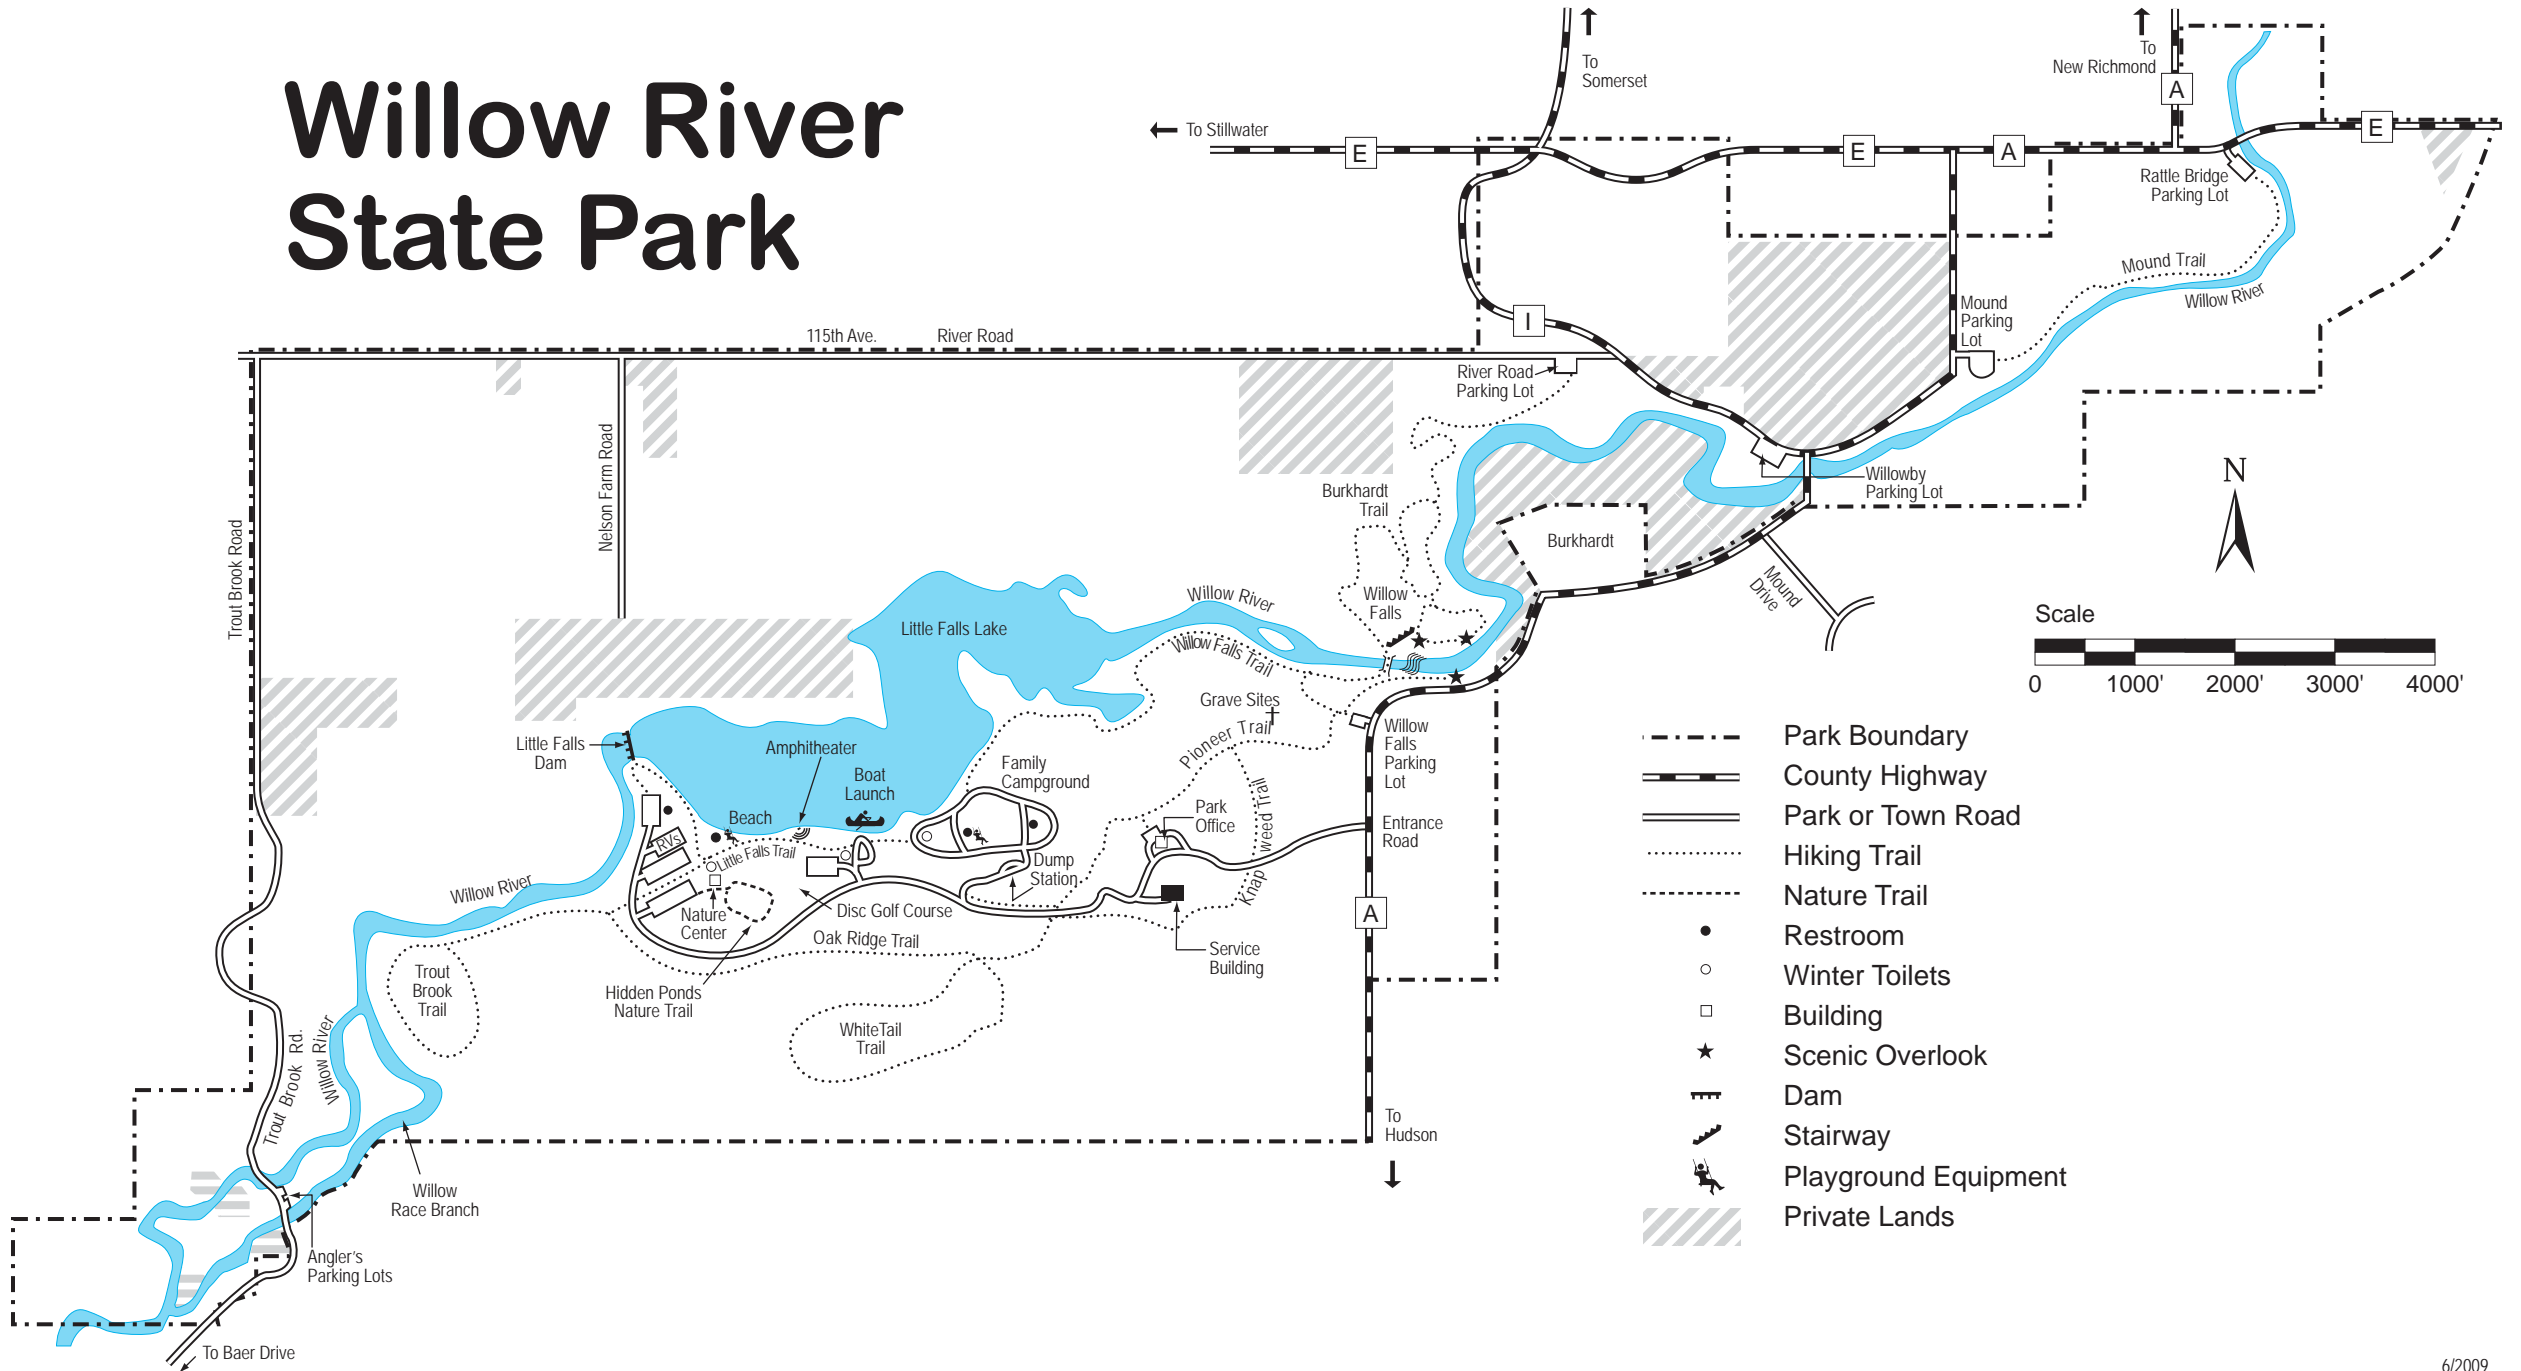 Willow River
State Park
To
Somerset
To
New Richmond
To Stillwater
A
E
E
E
A
Rattle Bridge
Parking Lot
Mound Trail
Willow River
Mound
Parking
Lot
I
115th Ave.
River Road
River Road
Parking Lot
Nelson Farm Road
Trout Brook Road
Burkhardt
Trail
Willowby
Parking Lot
N
Burkhardt
Mound
Drive
Willow
Falls
Willow River
Willow Falls Trail
Little Falls Lake
Scale
0
1000'
2000'
3000'
4000'
Grave Sites
Pioneer Trail
Willow
Falls
Parking
Lot
Little Falls
Dam
Amphitheater
Boat
Launch
Family
Campground
Beach
RVs
Little Falls Trail
Park
Office
Knapweed Trail
Entrance
Road
Dump
Station
Willow River
Nature
Center
Disc Golf Course
A
Oak Ridge Trail
Service
Building
Trout
Brook
Trail
Hidden Ponds
Nature Trail
WhiteTail
Trail
Willow River
Trout Brook Rd.
To
Hudson
Willow
Race Branch
Angler's
Parking Lots
To Baer Drive
Park Boundary
County Highway
Park or Town Road
Hiking Trail
Nature Trail
Restroom
Winter Toilets
Building
Scenic Overlook
Dam
Stairway
Playground Equipment
Private Lands
6/2009